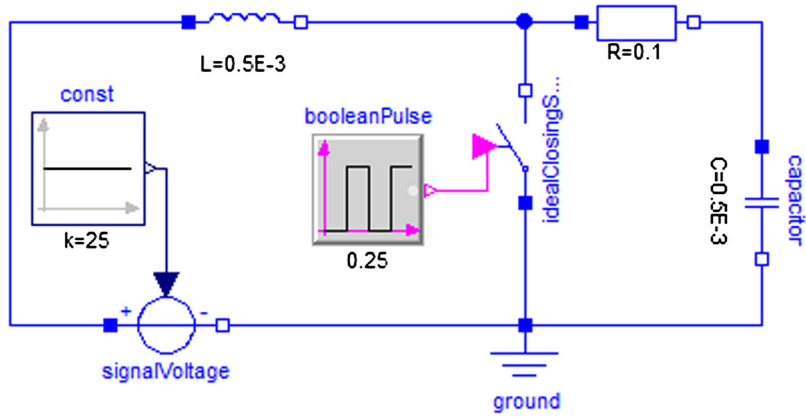 L=0.5E-3
R=0.1
const
k=25
booleanPulse
0.25
idealClosingS...
C=0.5E-3
capacitor
+
-
signalVoltage
ground